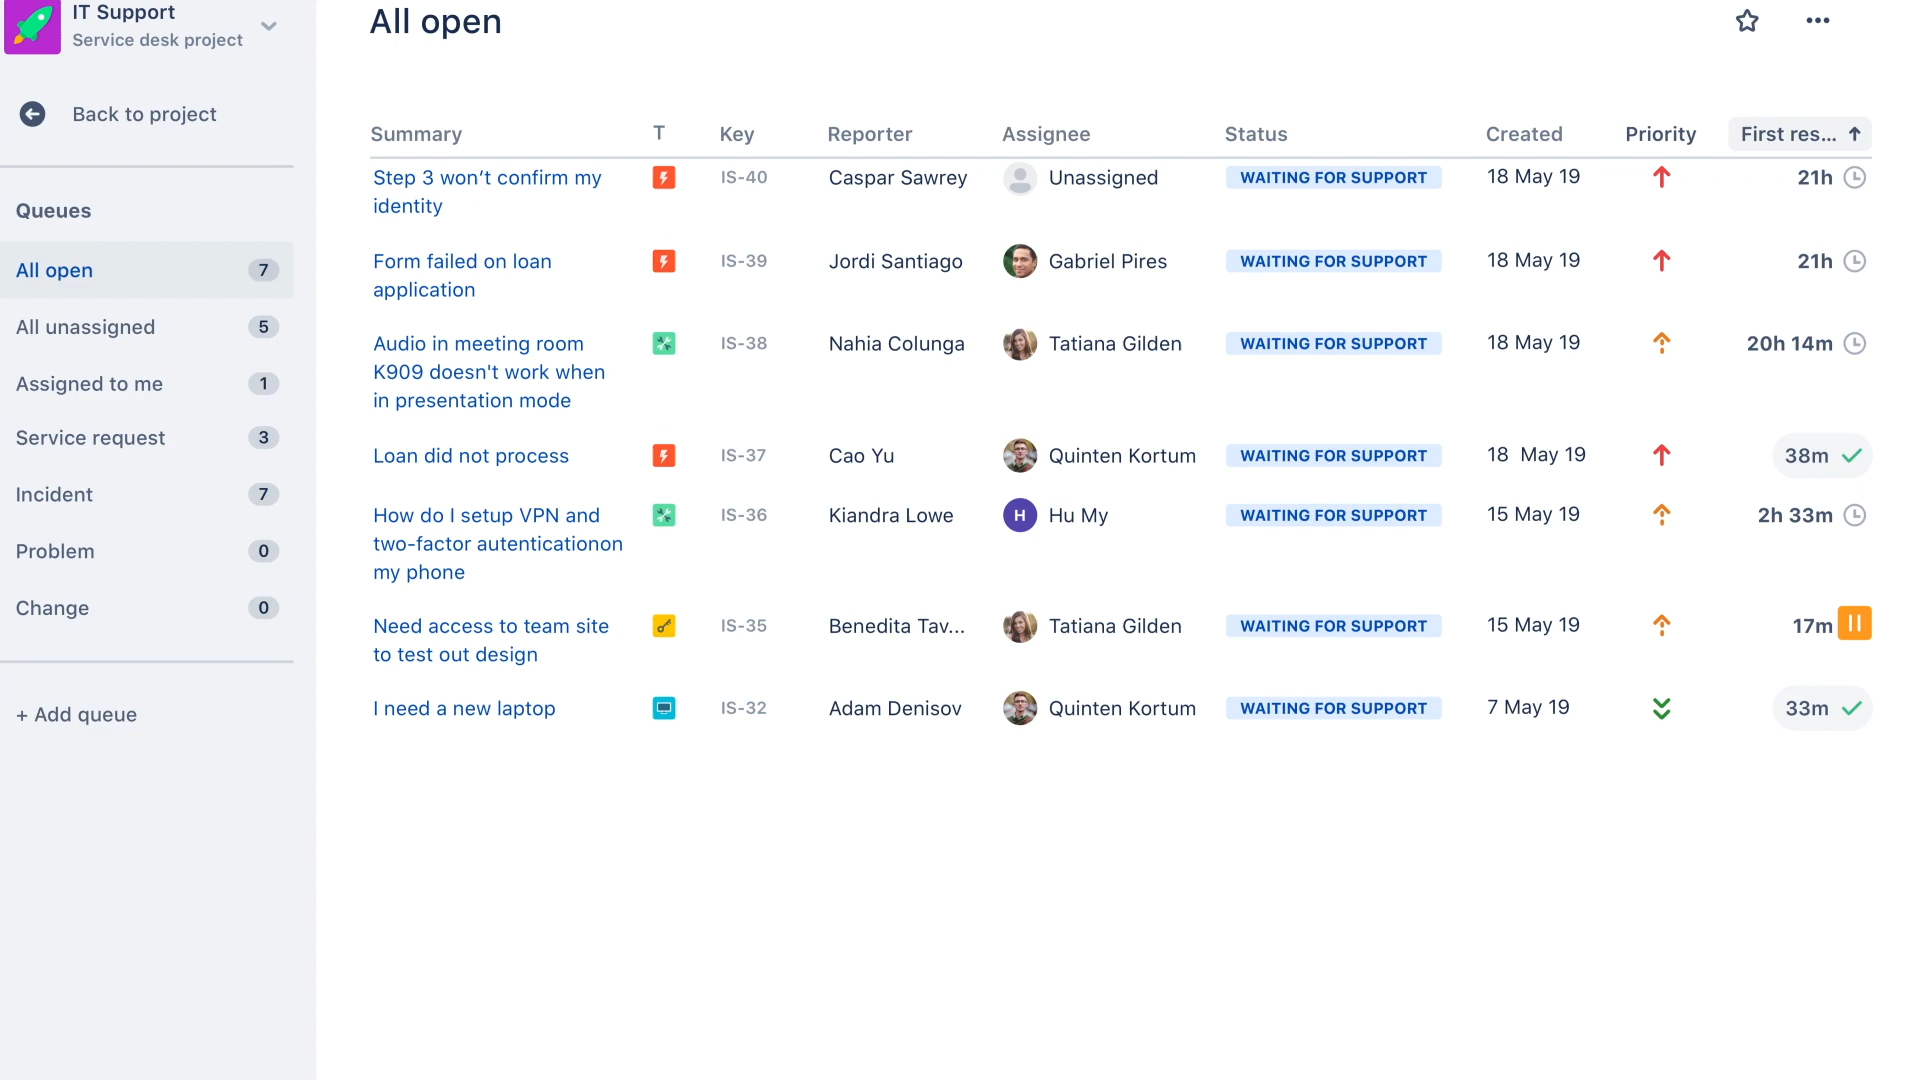 IT Support
Service desk project
Back to project
Queues
All open 7
All unassigned 5
Assigned to me 1
Service request 3
Incident 7
Problem 0
Change 0
+ Add queue
All open
Summary T Key Reporter Assignee Status Created Priority First res...
Step 3 won’t confirm my IS-40 Caspar Sawrey Unassigned WAITING FOR SUPPORT 18 May 19 21h
identity
Form failed on loan IS-39 Jordi Santiago Gabriel Pires WAITING FOR SUPPORT 18 May 19 21h
application
Audio in meeting room IS-38 Nahia Colunga Tatiana Gilden WAITING FOR SUPPORT 18 May 19 20h 14m
K909 doesn't work when
in presentation mode
Loan did not process IS-37 Cao Yu Quinten Kortum WAITING FOR SUPPORT 18 May 19 38m
How do I setup VPN and IS-36 Kiandra Lowe H Hu My WAITING FOR SUPPORT 15 May 19 2h 33m
two-factor autenticationon
my phone
Need access to team site IS-35 Benedita Tav... Tatiana Gilden WAITING FOR SUPPORT 15 May 19 17m
to test out design
I need a new laptop IS-32 Adam Denisov Quinten Kortum WAITING FOR SUPPORT 7 May 19 33m